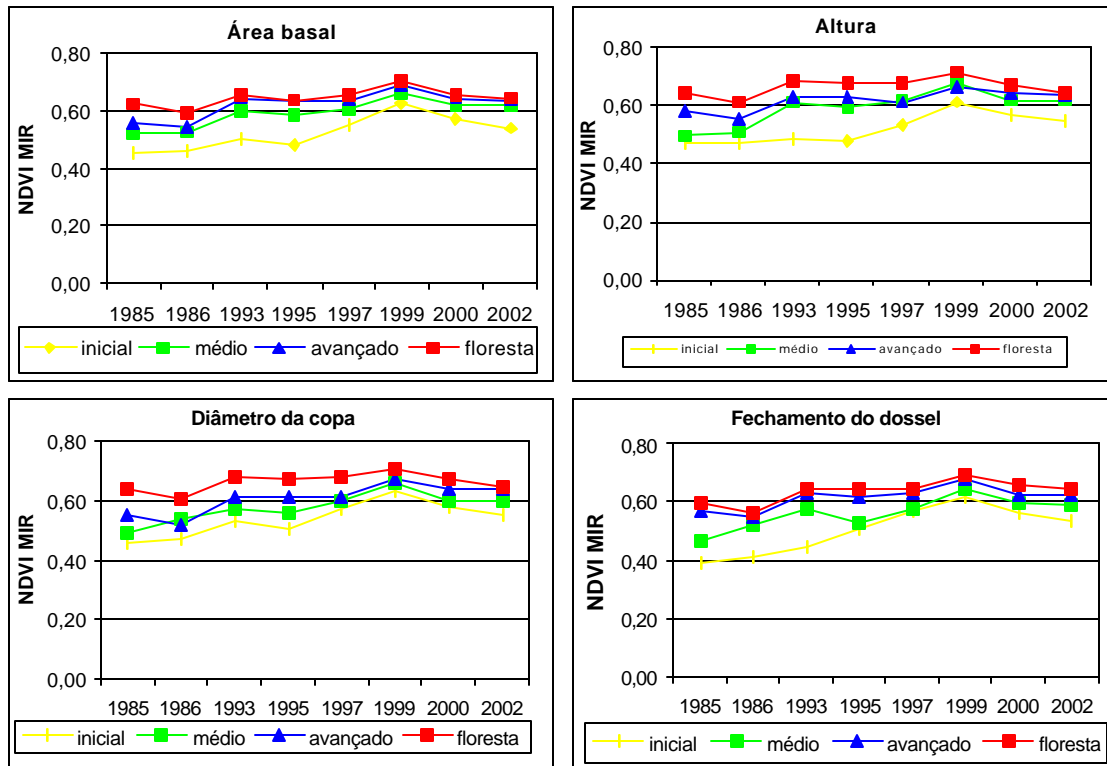 Área basal
NDVI MIR
0,80
0,60
0,40
0,20
0,00
1985 1986 1993 1995 1997 1999 2000 2002
inicial médio avançado floresta
Altura
NDVI MIR
0,80
0,60
0,40
0,20
0,00
1985 1986 1993 1995 1997 1999 2000 2002
inicial médio avançado floresta
Diâmetro da copa
NDVI MIR
0,80
0,60
0,40
0,20
0,00
1985 1986 1993 1995 1997 1999 2000 2002
inicial médio avançado floresta
Fechamento do dossel
NDVI MIR
0,80
0,60
0,40
0,20
0,00
1985 1986 1993 1995 1997 1999 2000 2002
inicial médio avançado floresta